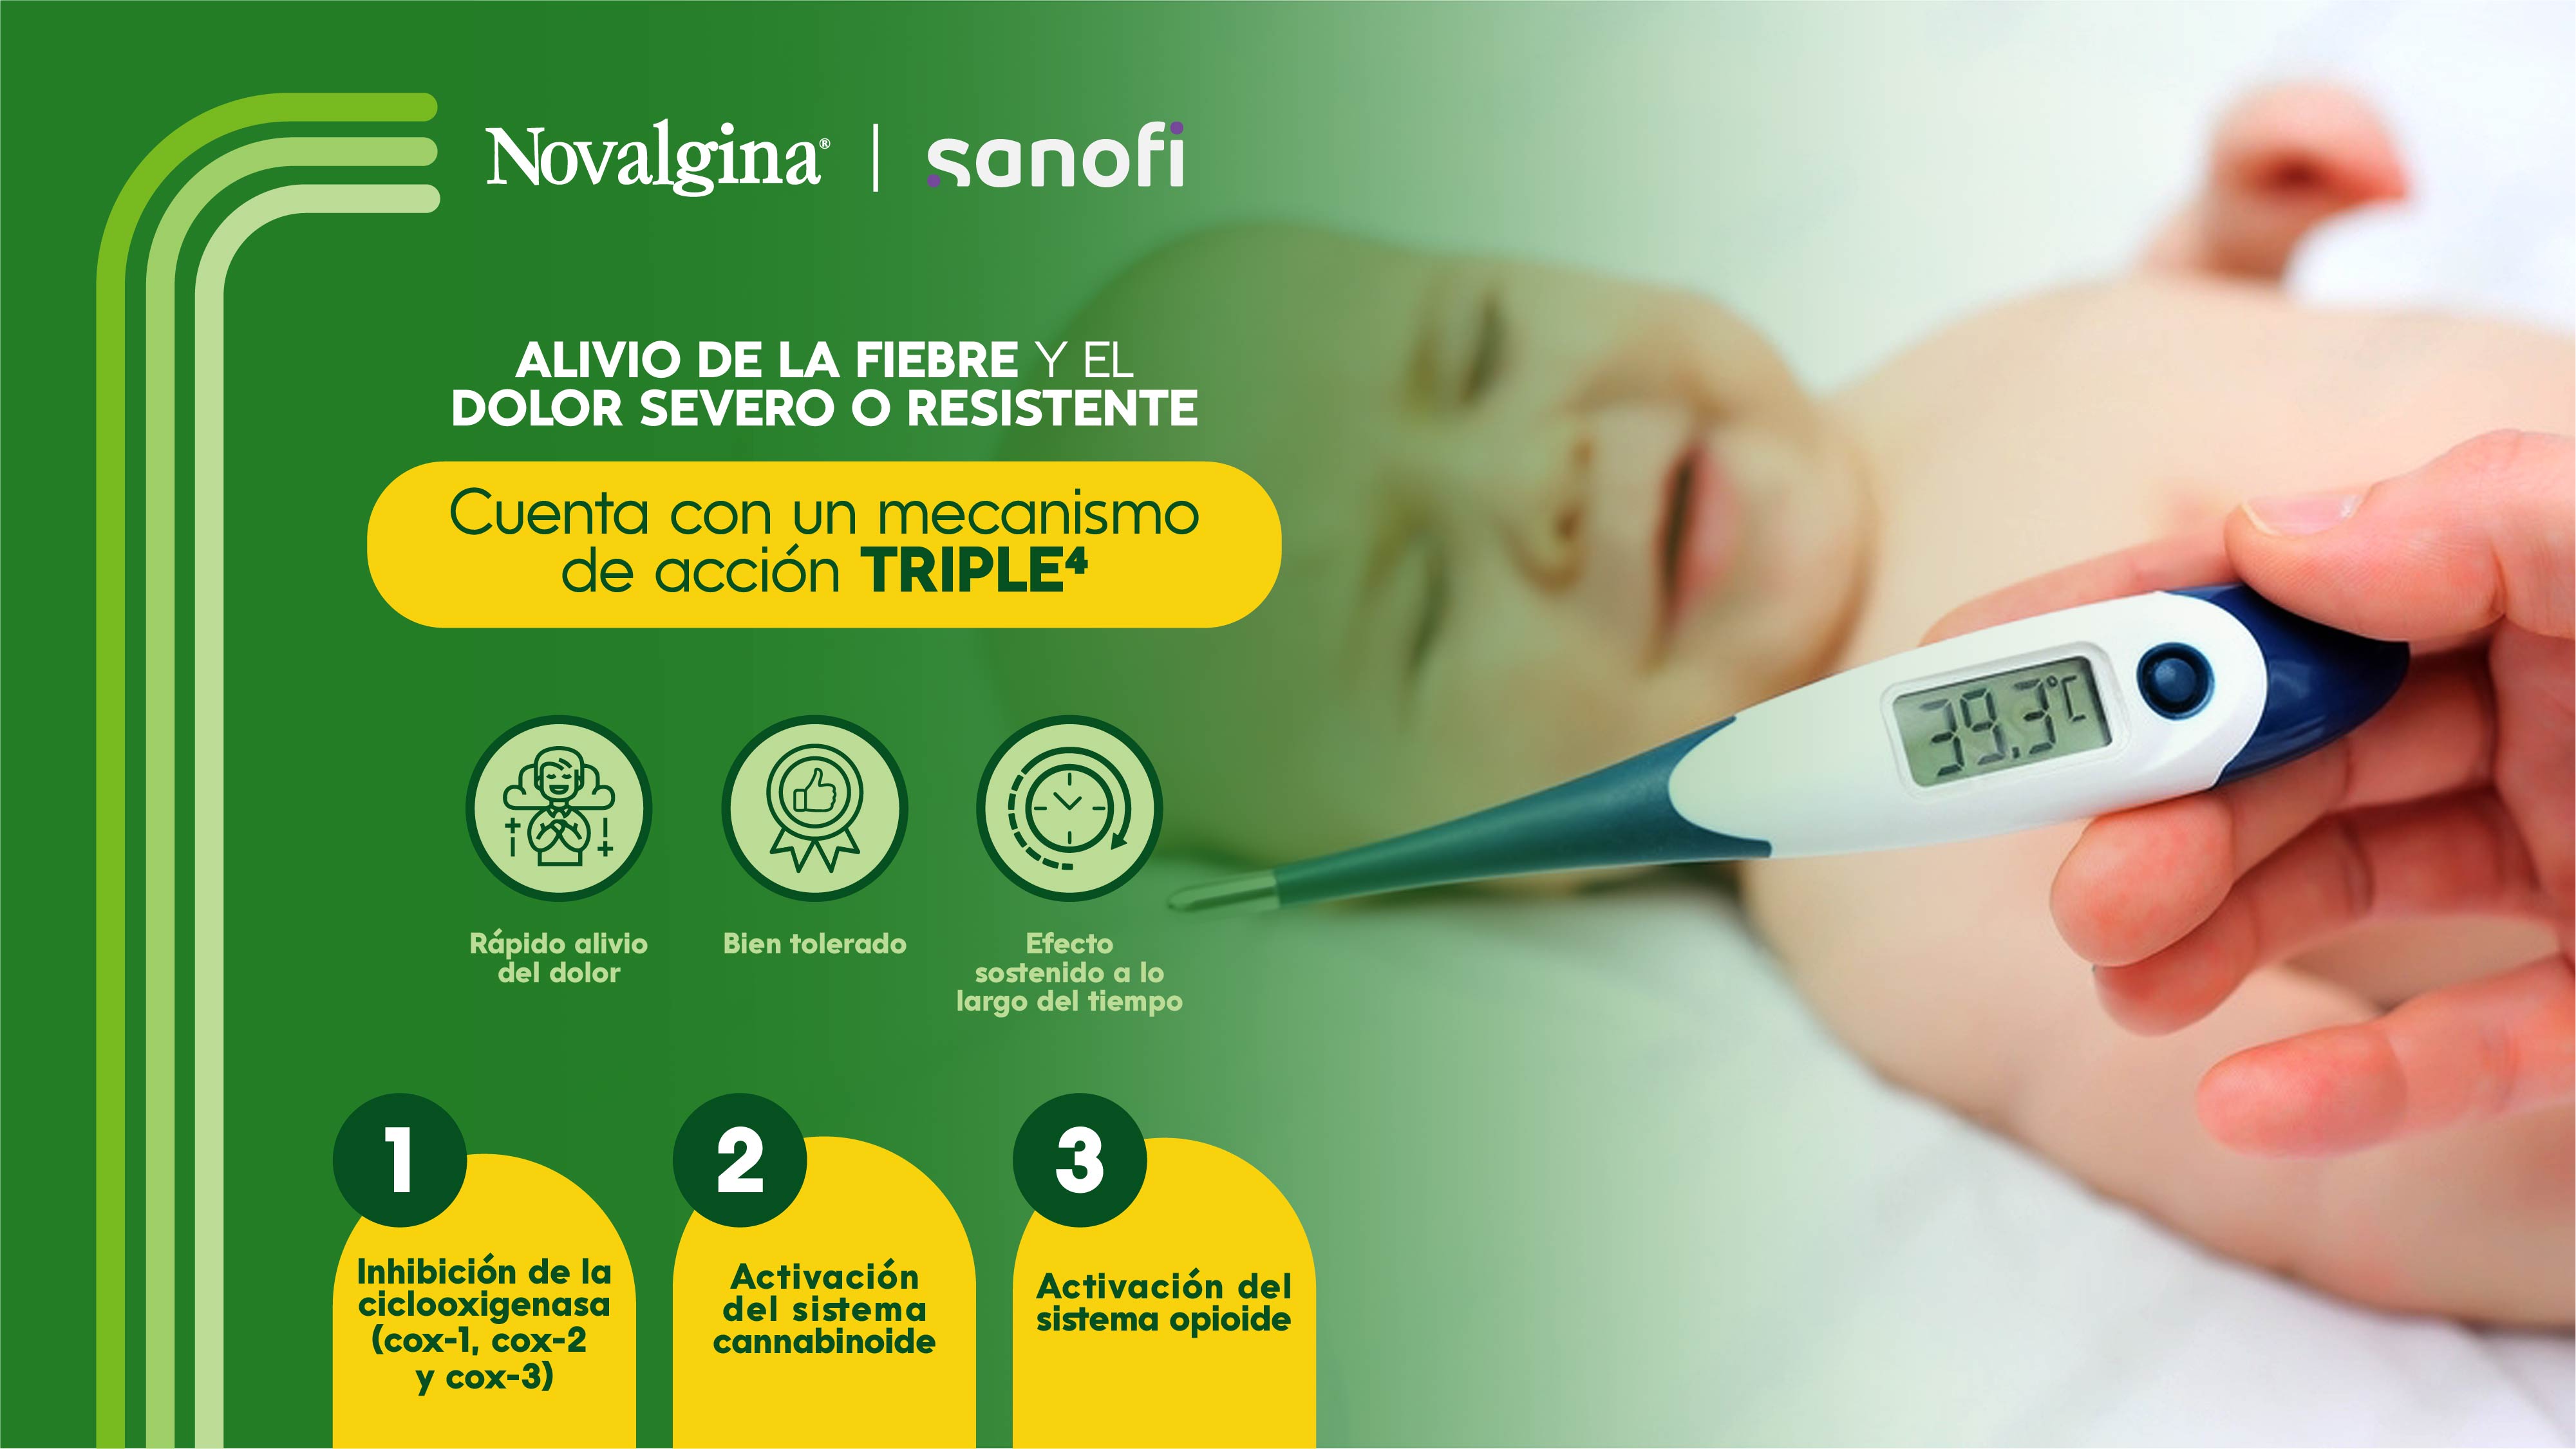 Novalgina® | sanofi
ALIVIO DE LA FIEBRE Y EL
DOLOR SEVERO O RESISTENTE
Cuenta con un mecanismo
de acción TRIPLE⁴
39.3°C
Rápido alivio
del dolor
Bien tolerado
Efecto
sostenido a lo
largo del tiempo
1
Inhibición de la
ciclooxigenasa
(cox-1, cox-2
y cox-3)
2
Activación
del sistema
cannabinoide
3
Activación del
sistema opioide